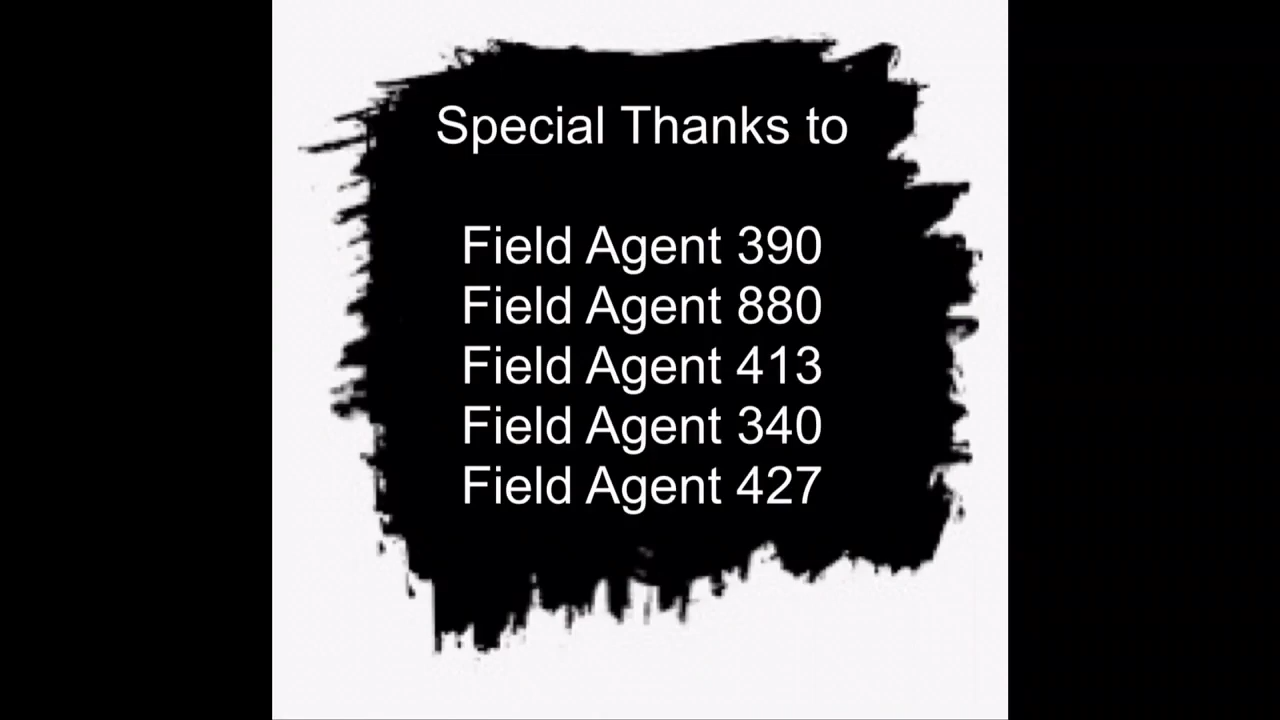 Special Thanks to
Field Agent 390
Field Agent 880
Field Agent 413
Field Agent 340
Field Agent 427